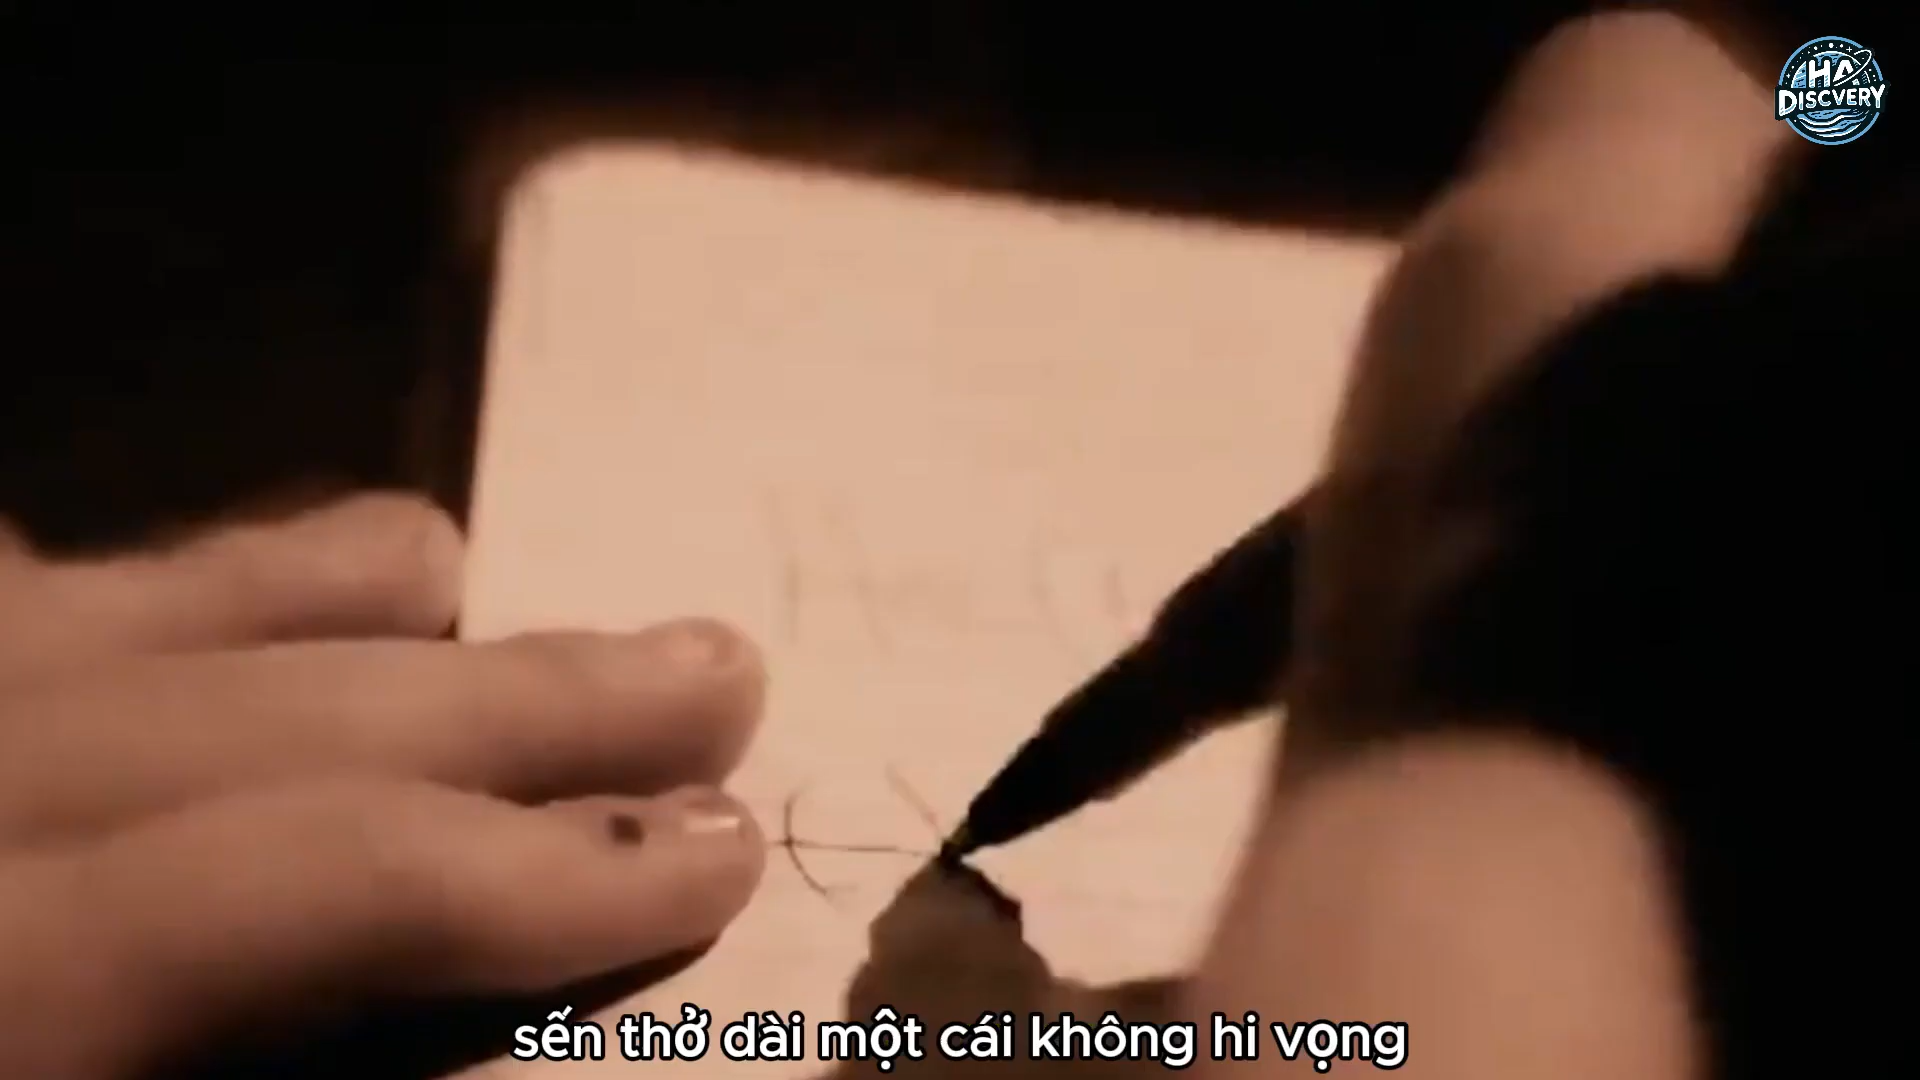 HA
DISCVERY
sến thở dài một cái không hi vọng